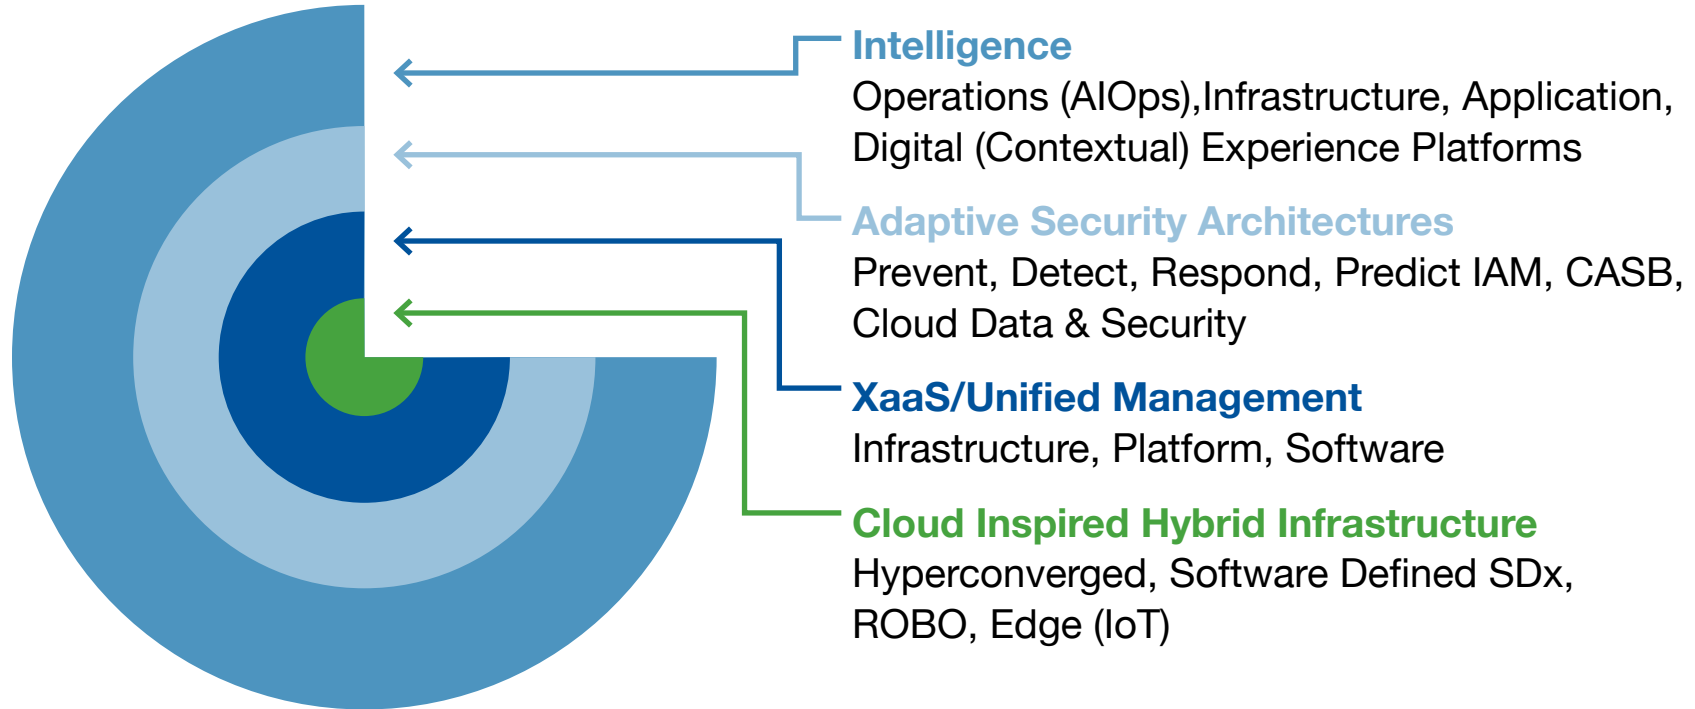 Intelligence
Operations (AIOps),Infrastructure, Application,
Digital (Contextual) Experience Platforms
Adaptive Security Architectures
Prevent, Detect, Respond, Predict IAM, CASB,
Cloud Data & Security
XaaS/Unified Management
Infrastructure, Platform, Software
Cloud Inspired Hybrid Infrastructure
Hyperconverged, Software Defined SDx,
ROBO, Edge (IoT)